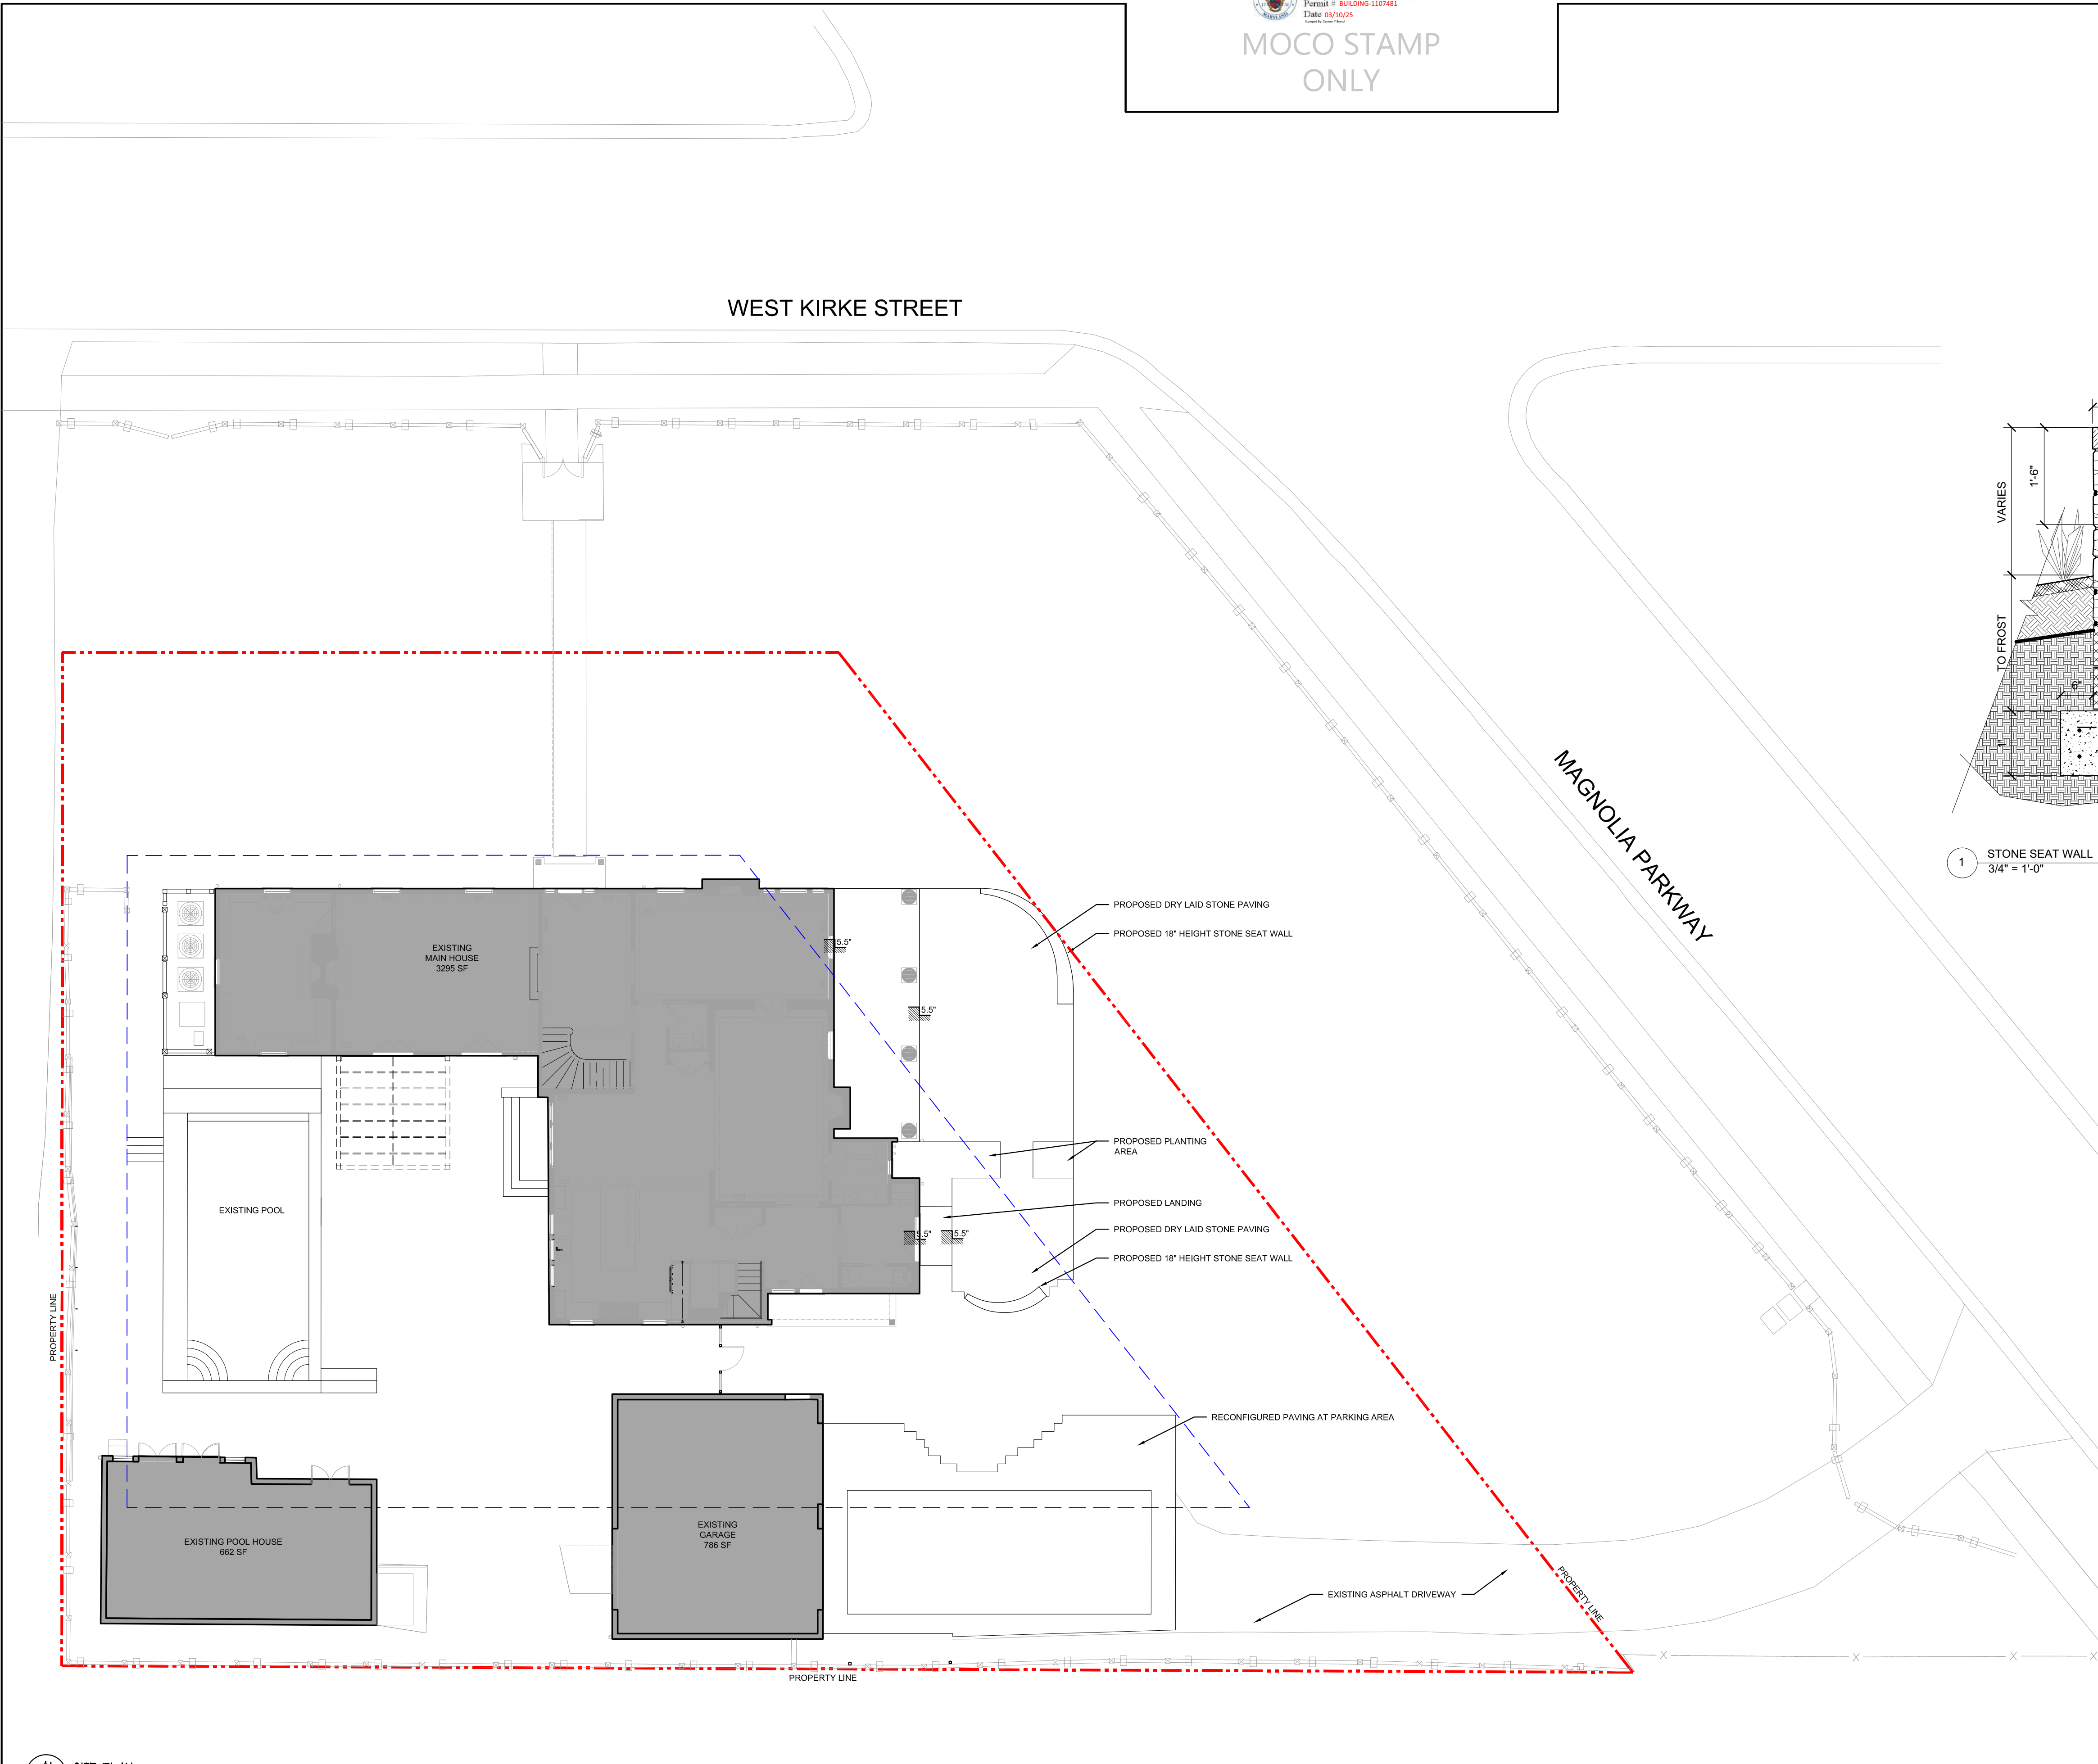 Permit # BUILDING-1107481
Date 03/10/25
MOCO STAMP
ONLY
WEST KIRKE STREET
MAGNOLIA PARKWAY
VARIES
1'-6"
TO FROST
6"
1'
1
STONE SEAT WALL
3/4" = 1'-0"
EXISTING
MAIN HOUSE
3295 SF
5.5"
5.5"
5.5"
5.5"
PROPOSED DRY LAID STONE PAVING
PROPOSED 18" HEIGHT STONE SEAT WALL
PROPOSED PLANTING
AREA
PROPOSED LANDING
PROPOSED DRY LAID STONE PAVING
PROPOSED 18" HEIGHT STONE SEAT WALL
EXISTING POOL
PROPERTY LINE
RECONFIGURED PAVING AT PARKING AREA
EXISTING POOL HOUSE
662 SF
EXISTING
GARAGE
786 SF
EXISTING ASPHALT DRIVEWAY
PROPERTY LINE
PROPERTY LINE